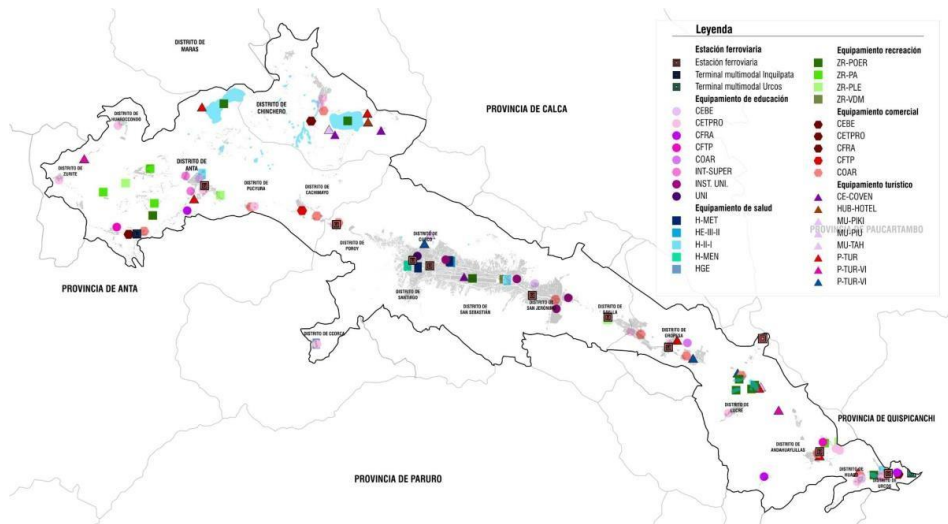 DISTRITO DE
MARAS
DISTRITO DE
CHINCHERO
PROVINCIA DE CALCA
DISTRITO DE
HUAROCONDO
DISTRITO DE
ZURITE
DISTRITO DE
ANTA
DISTRITO DE
PUCYURA
DISTRITO DE
CACHIMAYO
DISTRITO DE
POROY
PROVINCIA DE ANTA
DISTRITO DE
CUSCO
DISTRITO DE
SANTIAGO
DISTRITO DE
SAN SEBASTIÁN
DISTRITO DE
SAN JERÓNIMO
DISTRITO DE
SAYLLA
DISTRITO DE CCORCA
DISTRITO DE
OROPESA
DISTRITO DE
LUCRE
PROVINCIA DE QUISPICANCHI
DISTRITO DE
ANDAHUAYLILLAS
DISTRITO DE
HUARO
DISTRITO DE
URCOS
PROVINCIA DE PARURO
PROVINCIA DE PAUCARTAMBO
Leyenda
Estación ferroviaria
Estación ferroviaria
Terminal multimodal Inquilpata
Terminal multimodal Urcos
Equipamiento de educación
CEBE
CETPRO
CFRA
CFTP
COAR
INT-SUPER
INST. UNI.
UNI
Equipamiento de salud
H-MET
HE-III-II
H-II-I
H-MEN
HGE
Equipamiento recreación
ZR-POER
ZR-PA
ZR-PLE
ZR-VDM
Equipamiento comercial
CEBE
CETPRO
CFRA
CFTP
COAR
Equipamiento turístico
CE-COVEN
HUB-HOTEL
MU-PIKI
MU-PIU
MU-TAH
P-TUR
P-TUR-VI
P-TUR-VI